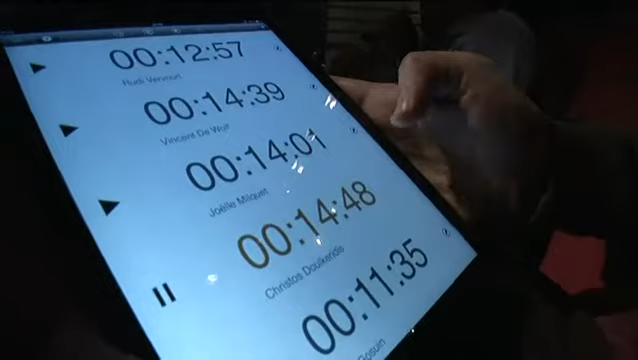 00:12:57
Rudi Vervoort
00:14:39
Vincent De Wolf
00:14:01
Joëlle Milquet
00:14:48
Christos Doulkeridis
00:11:35
Gosuin